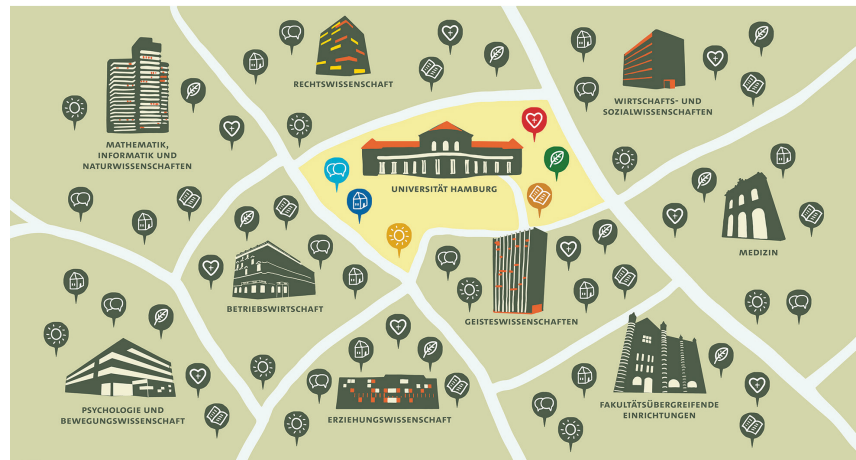 RECHTSWISSENSCHAFT
WIRTSCHAFTS- UND
SOZIALWISSENSCHAFTEN
MATHEMATIK,
INFORMATIK UND
NATURWISSENSCHAFTEN
UNIVERSITÄT HAMBURG
MEDIZIN
BETRIEBSWIRTSCHAFT
GEISTESWISSENSCHAFTEN
PSYCHOLOGIE UND
BEWEGUNGSWISSENSCHAFT
ERZIEHUNGSWISSENSCHAFT
FAKULTÄTSÜBERGREIFENDE
EINRICHTUNGEN